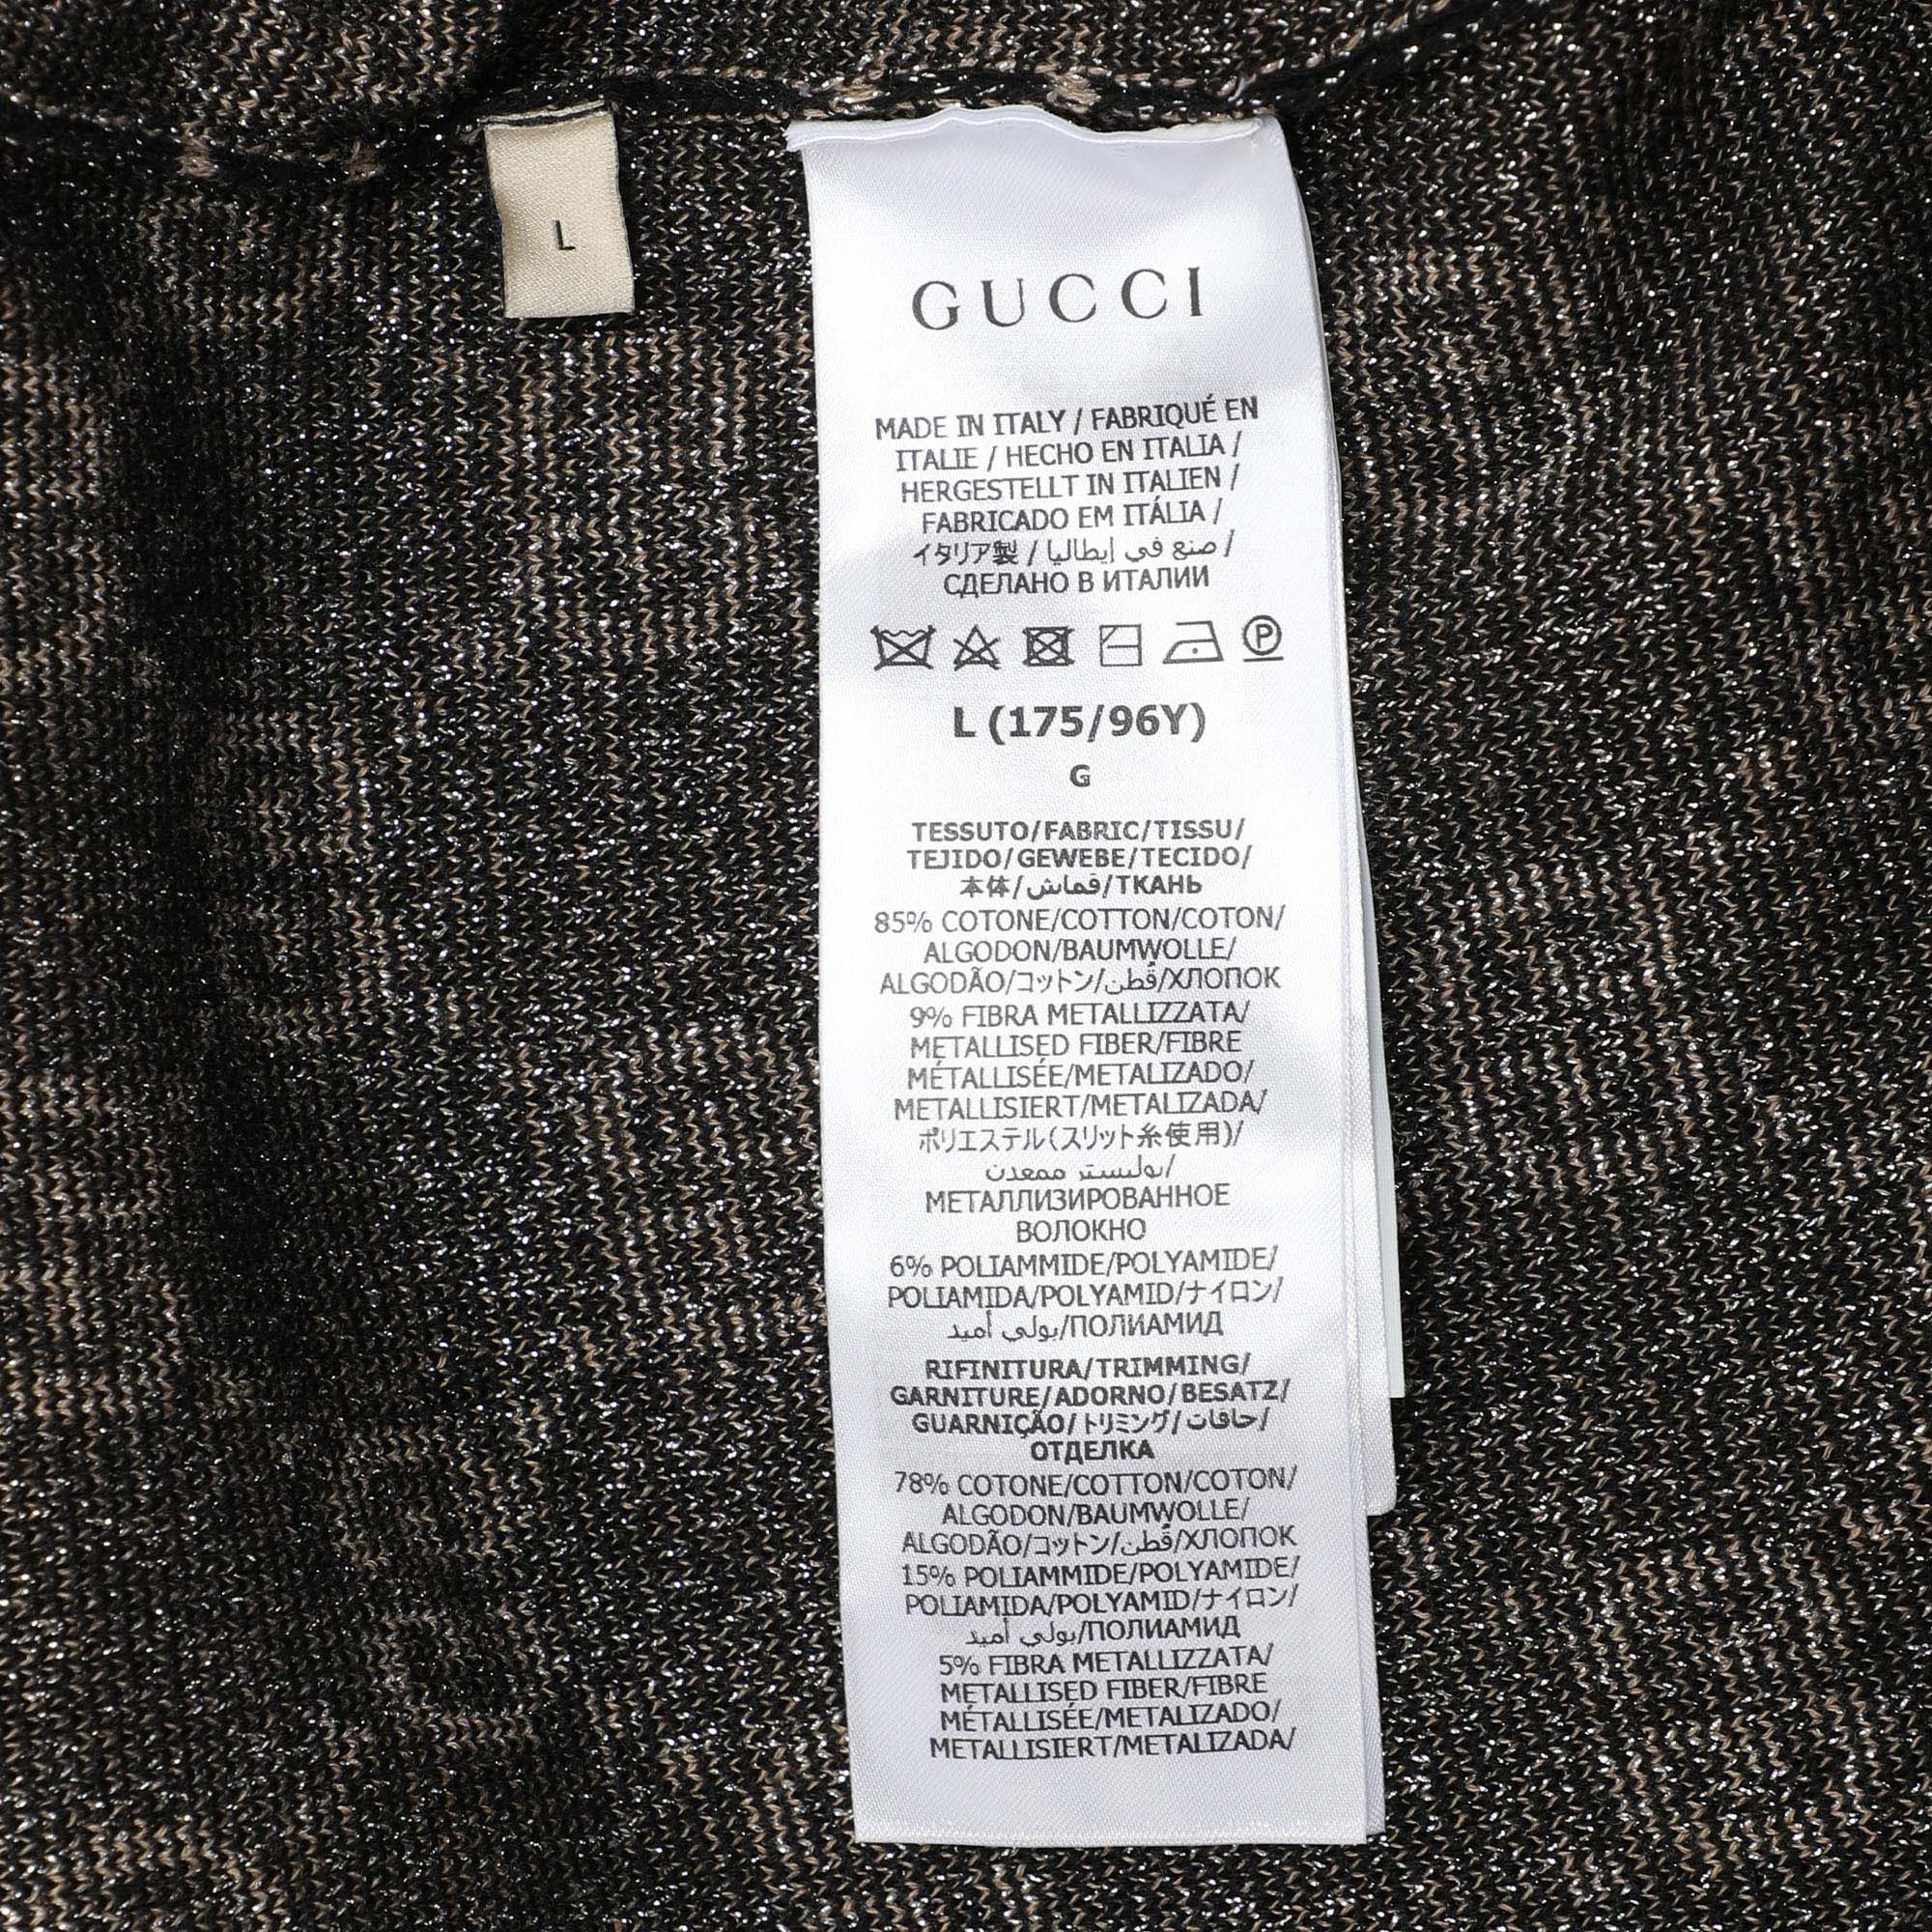 L
GUCCI
MADE IN ITALY / FABRIQUÉ EN
ITALIE / HECHO EN ITALIA /
HERGESTELLT IN ITALIEN /
FABRICADO EM ITÁLIA /
イタリア製 / صنع في إيطاليا /
СДЕЛАНО В ИТАЛИИ
P
L (175/96Y)
G
TESSUTO/FABRIC/TISSU/
TEJIDO/GEWEBE/TECIDO/
本体/قماش/ТКАНЬ
85% COTONE/COTTON/COTON/
ALGODON/BAUMWOLLE/
ALGODÃO/コットン/قُطن/ХЛОПОК
9% FIBRA METALLIZZATA/
METALLISED FIBER/FIBRE
MÉTALLISÉE/METALIZADO/
METALLISIERT/METALIZADA/
ポリエステル(スリット糸使用)/
بوليستر ممعدن/
МЕТАЛЛИЗИРОВАННОЕ
ВОЛОКНО
6% POLIAMMIDE/POLYAMIDE/
POLIAMIDA/POLYAMID/ナイロン/
بولي أميد/ПОЛИАМИД
RIFINITURA/TRIMMING/
GARNITURE/ADORNO/BESATZ/
GUARNIÇÃO/トリミング/حافات/
ОТДЕЛКА
78% COTONE/COTTON/COTON/
ALGODON/BAUMWOLLE/
ALGODÃO/コットン/قُطن/ХЛОПОК
15% POLIAMMIDE/POLYAMIDE/
POLIAMIDA/POLYAMID/ナイロン/
بولي أميد/ПОЛИАМИД
5% FIBRA METALLIZZATA/
METALLISED FIBER/FIBRE
MÉTALLISÉE/METALIZADO/
METALLISIERT/METALIZADA/